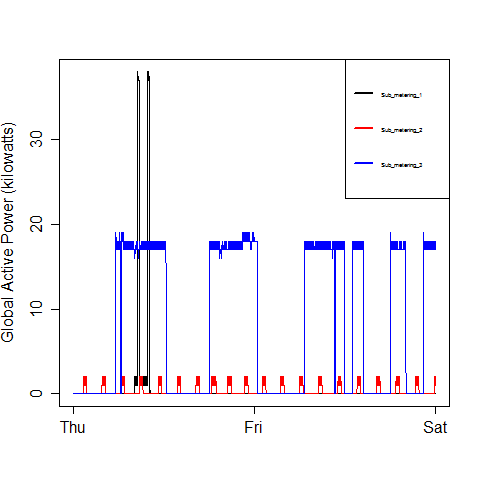 Global Active Power (kilowatts)
30
20
10
0
Sub_metering_1
Sub_metering_2
Sub_metering_3
Thu Fri Sat